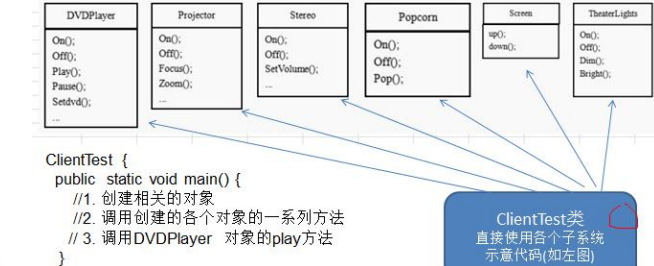 DVDPlayer
On();
Off();
Play();
Pause();
Setdvd();
...
Projector
On();
Off();
Focus();
Zoom();
...
Stereo
On();
Off();
SetVolume();
...
Popcorn
On();
Off();
Pop();
Screen
up();
down();
TheaterLights
On();
Off();
Dim();
Bright();
ClientTest {
public static void main() {
//1. 创建相关的对象
//2. 调用创建的各个对象的一系列方法
// 3. 调用DVDPlayer 对象的play方法
}
ClientTest类
直接使用各个子系统
示意代码(如左图)